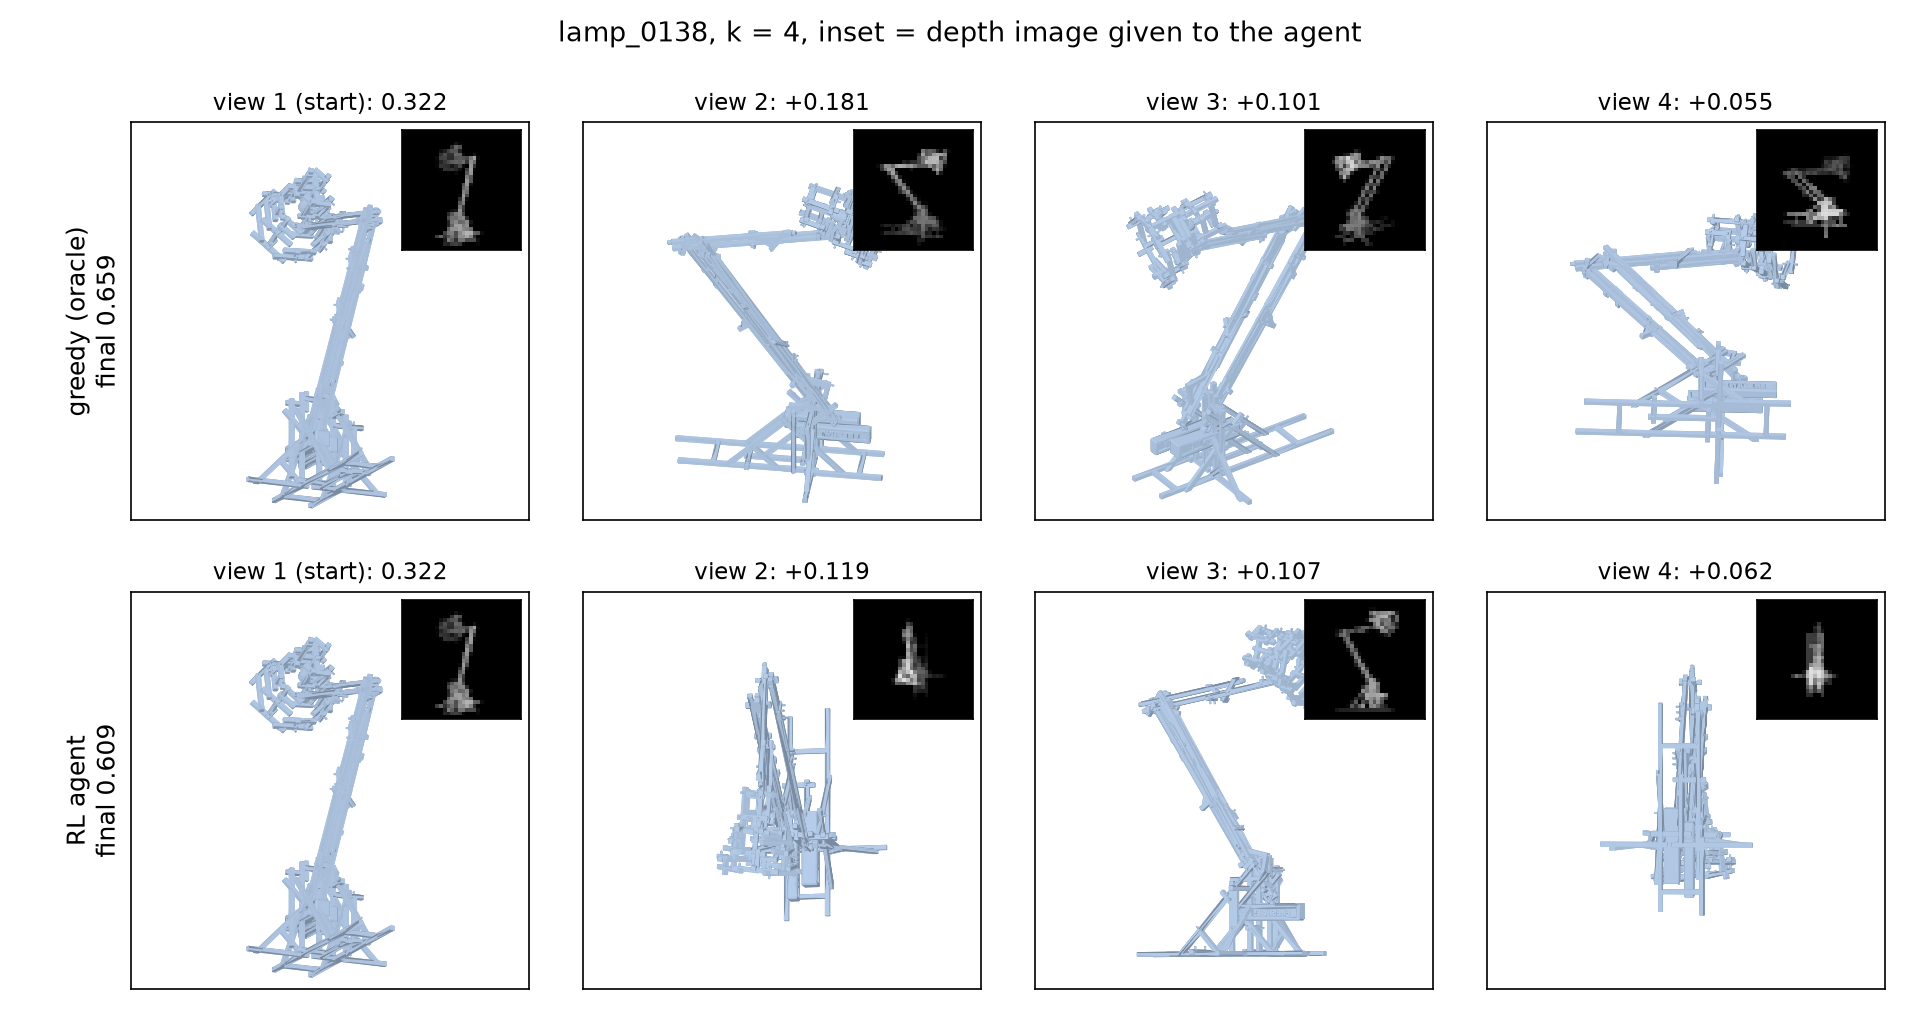 lamp_0138, k = 4, inset = depth image given to the agent
greedy (oracle)
final 0.659
view 1 (start): 0.322
view 2: +0.181
view 3: +0.101
view 4: +0.055
RL agent
final 0.609
view 1 (start): 0.322
view 2: +0.119
view 3: +0.107
view 4: +0.062